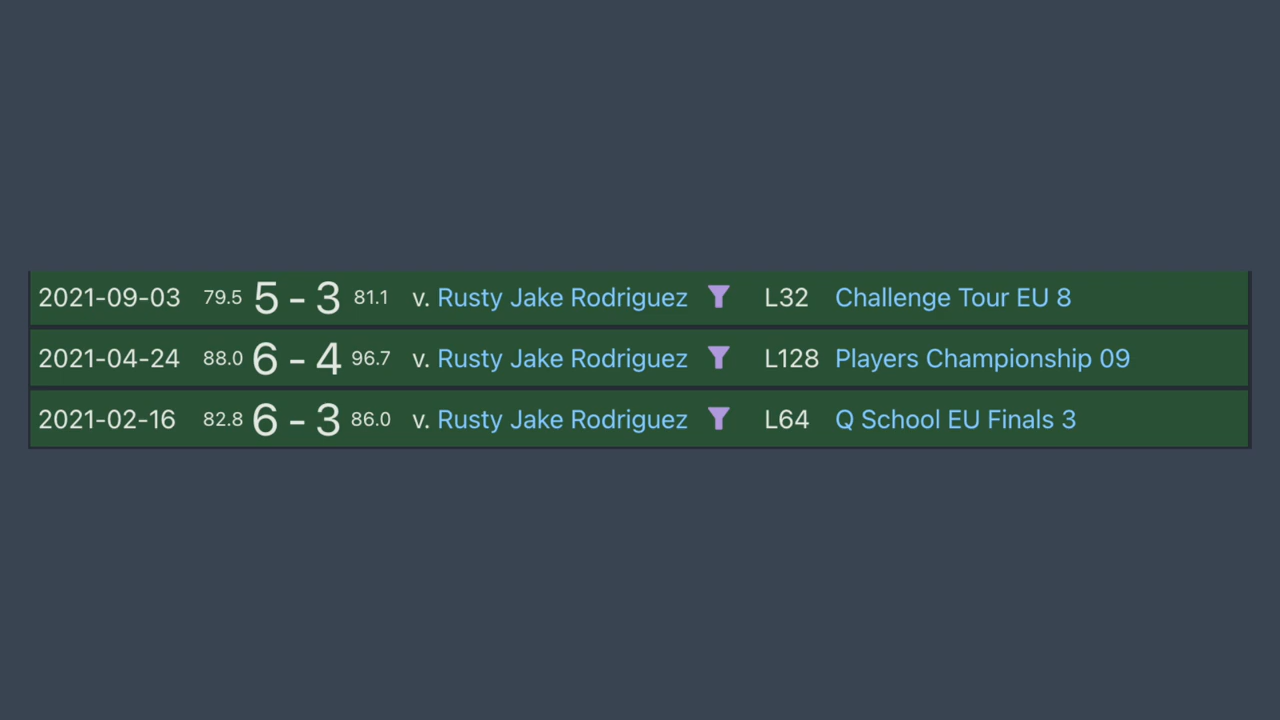 2021-09-03 79.5 5 - 3 81.1 v. Rusty Jake Rodriguez L32 Challenge Tour EU 8
2021-04-24 88.0 6 - 4 96.7 v. Rusty Jake Rodriguez L128 Players Championship 09
2021-02-16 82.8 6 - 3 86.0 v. Rusty Jake Rodriguez L64 Q School EU Finals 3